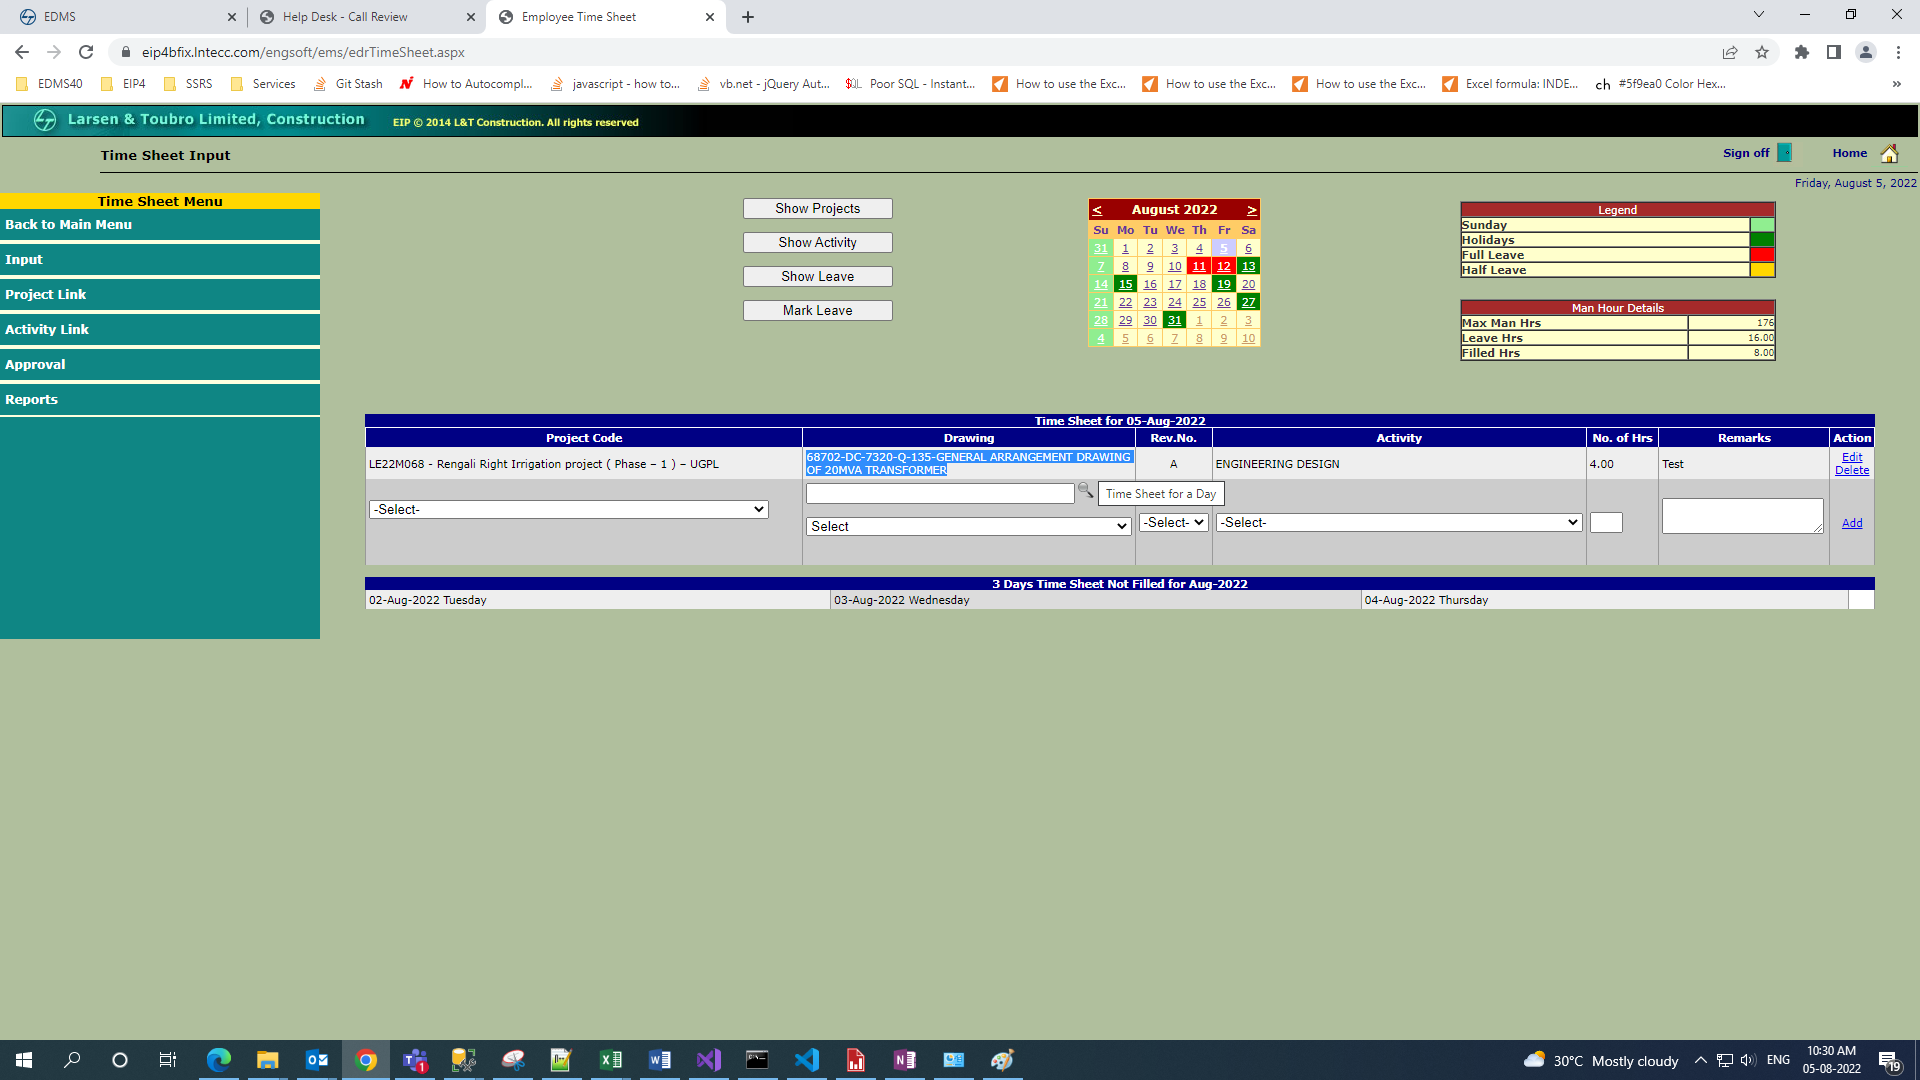 EDMS
Help Desk - Call Review
Employee Time Sheet
eip4bfix.lntecc.com/engsoft/ems/edrTimeSheet.aspx
EDMS40
EIP4
SSRS
Services
Git Stash
How to Autocompl...
javascript - how to...
vb.net - jQuery Aut...
Poor SQL - Instant...
How to use the Exc...
How to use the Exc...
How to use the Exc...
Excel formula: INDE...
ch #5f9ea0 Color Hex...
»
Larsen & Toubro Limited, Construction
EIP © 2014 L&T Construction. All rights reserved
Time Sheet Input
Sign off
Home
Friday, August 5, 2022
Time Sheet Menu
Back to Main Menu
Input
Project Link
Activity Link
Approval
Reports
Show Projects
Show Activity
Show Leave
Mark Leave
< August 2022 >
Su Mo Tu We Th Fr Sa
31 1 2 3 4 5 6
7 8 9 10 11 12 13
14 15 16 17 18 19 20
21 22 23 24 25 26 27
28 29 30 31 1 2 3
4 5 6 7 8 9 10
Legend
Sunday
Holidays
Full Leave
Half Leave
Man Hour Details
Max Man Hrs 176
Leave Hrs 16.00
Filled Hrs 8.00
Time Sheet for 05-Aug-2022
Project Code Drawing Rev.No. Activity No. of Hrs Remarks Action
LE22M068 - Rengali Right Irrigation project ( Phase – 1 ) – UGPL
68702-DC-7320-Q-135-GENERAL ARRANGEMENT DRAWING
OF 20MVA TRANSFORMER
A
ENGINEERING DESIGN
4.00
Test
Edit
Delete
-Select-
Time Sheet for a Day
Select
-Select-
-Select-
Add
3 Days Time Sheet Not Filled for Aug-2022
02-Aug-2022 Tuesday
03-Aug-2022 Wednesday
04-Aug-2022 Thursday
1
30°C Mostly cloudy
ENG
10:30 AM
05-08-2022
19